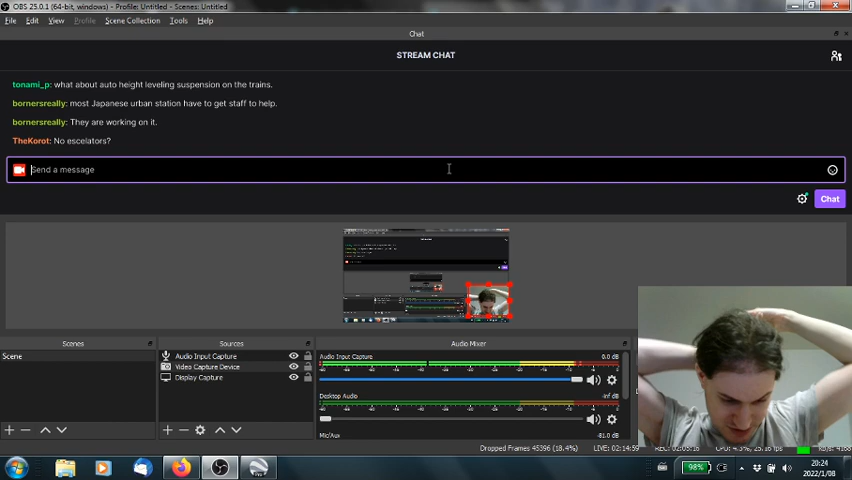 OBS 25.0.1 (64-bit, windows) - Profile: Untitled - Scenes: Untitled
File Edit View Profile Scene Collection Tools Help
Chat
STREAM CHAT
tonami_p: what about auto height leveling suspension on the trains.
bornersreally: most Japanese urban station have to get staff to help.
bornersreally: They are working on it.
TheKorot: No escelators?
Send a message
Chat
Scenes
Scene
Sources
Audio Input Capture
Video Capture Device
Display Capture
Audio Mixer
Audio Input Capture 0.0 dB
Desktop Audio -inf dB
Mic/Aux -81.0 dB
Dropped Frames 45396 (18.4%) LIVE: 02:14:59
98%
20:24
2022/1/08